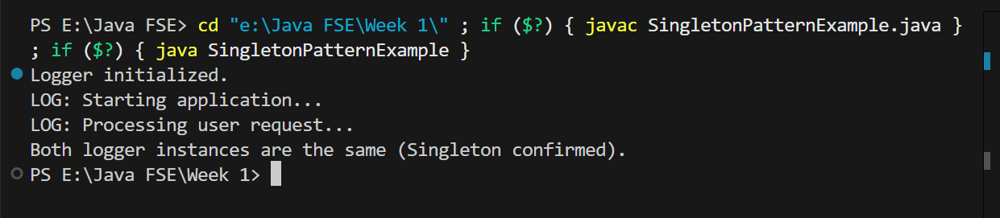 PS E:\Java FSE> cd "e:\Java FSE\Week 1\" ; if ($?) { javac SingletonPatternExample.java }
; if ($?) { java SingletonPatternExample }
Logger initialized.
LOG: Starting application...
LOG: Processing user request...
Both logger instances are the same (Singleton confirmed).
PS E:\Java FSE\Week 1>